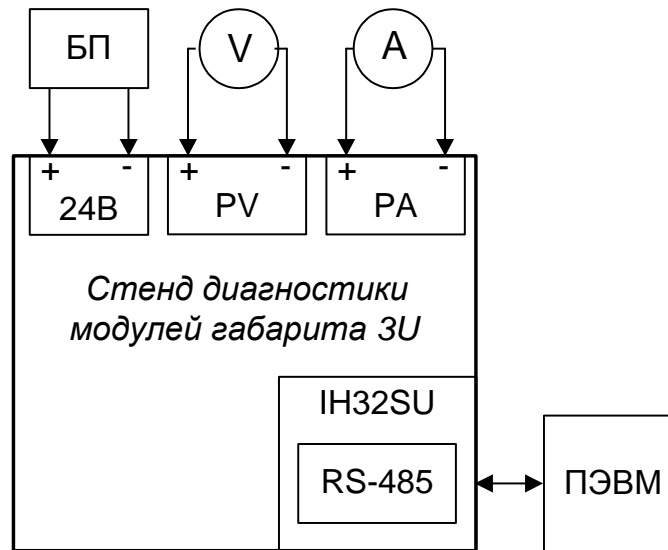 БП
V
A
+ -
+ -
+ -
24В
PV
PA
Стенд диагностики
модулей габарита 3U
IH32SU
RS-485
ПЭВМ